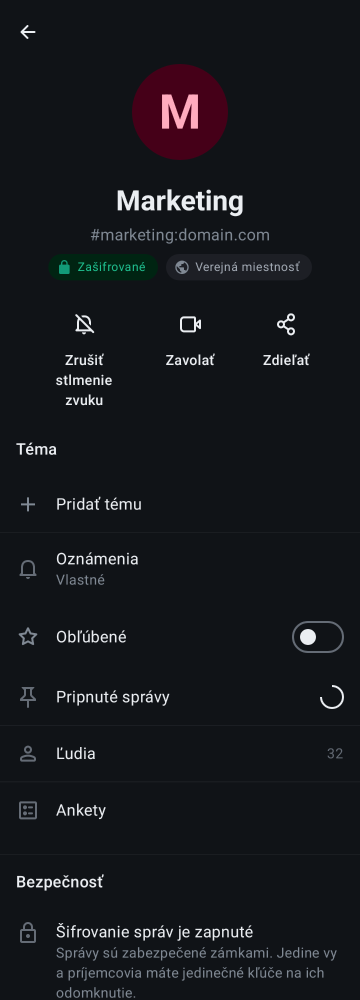 M
Marketing
#marketing:domain.com
Zašifrované
Verejná miestnosť
Zrušiť
stlmenie
zvuku
Zavolať
Zdieľať
Téma
Pridať tému
Oznámenia
Vlastné
Obľúbené
Pripnuté správy
Ľudia
32
Ankety
Bezpečnosť
Šifrovanie správ je zapnuté
Správy sú zabezpečené zámkami. Jedine vy
a príjemcovia máte jedinečné kľúče na ich
odomknutie.